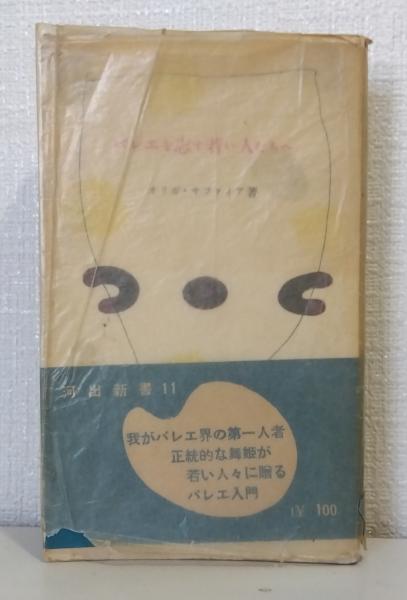 バレエを志す若い人たちへ
オリガ・サファイア著
河出新書 11
我がバレエ界の第一人者
正統的な舞姫が
若い人々に贈る
バレエ入門
¥ 100